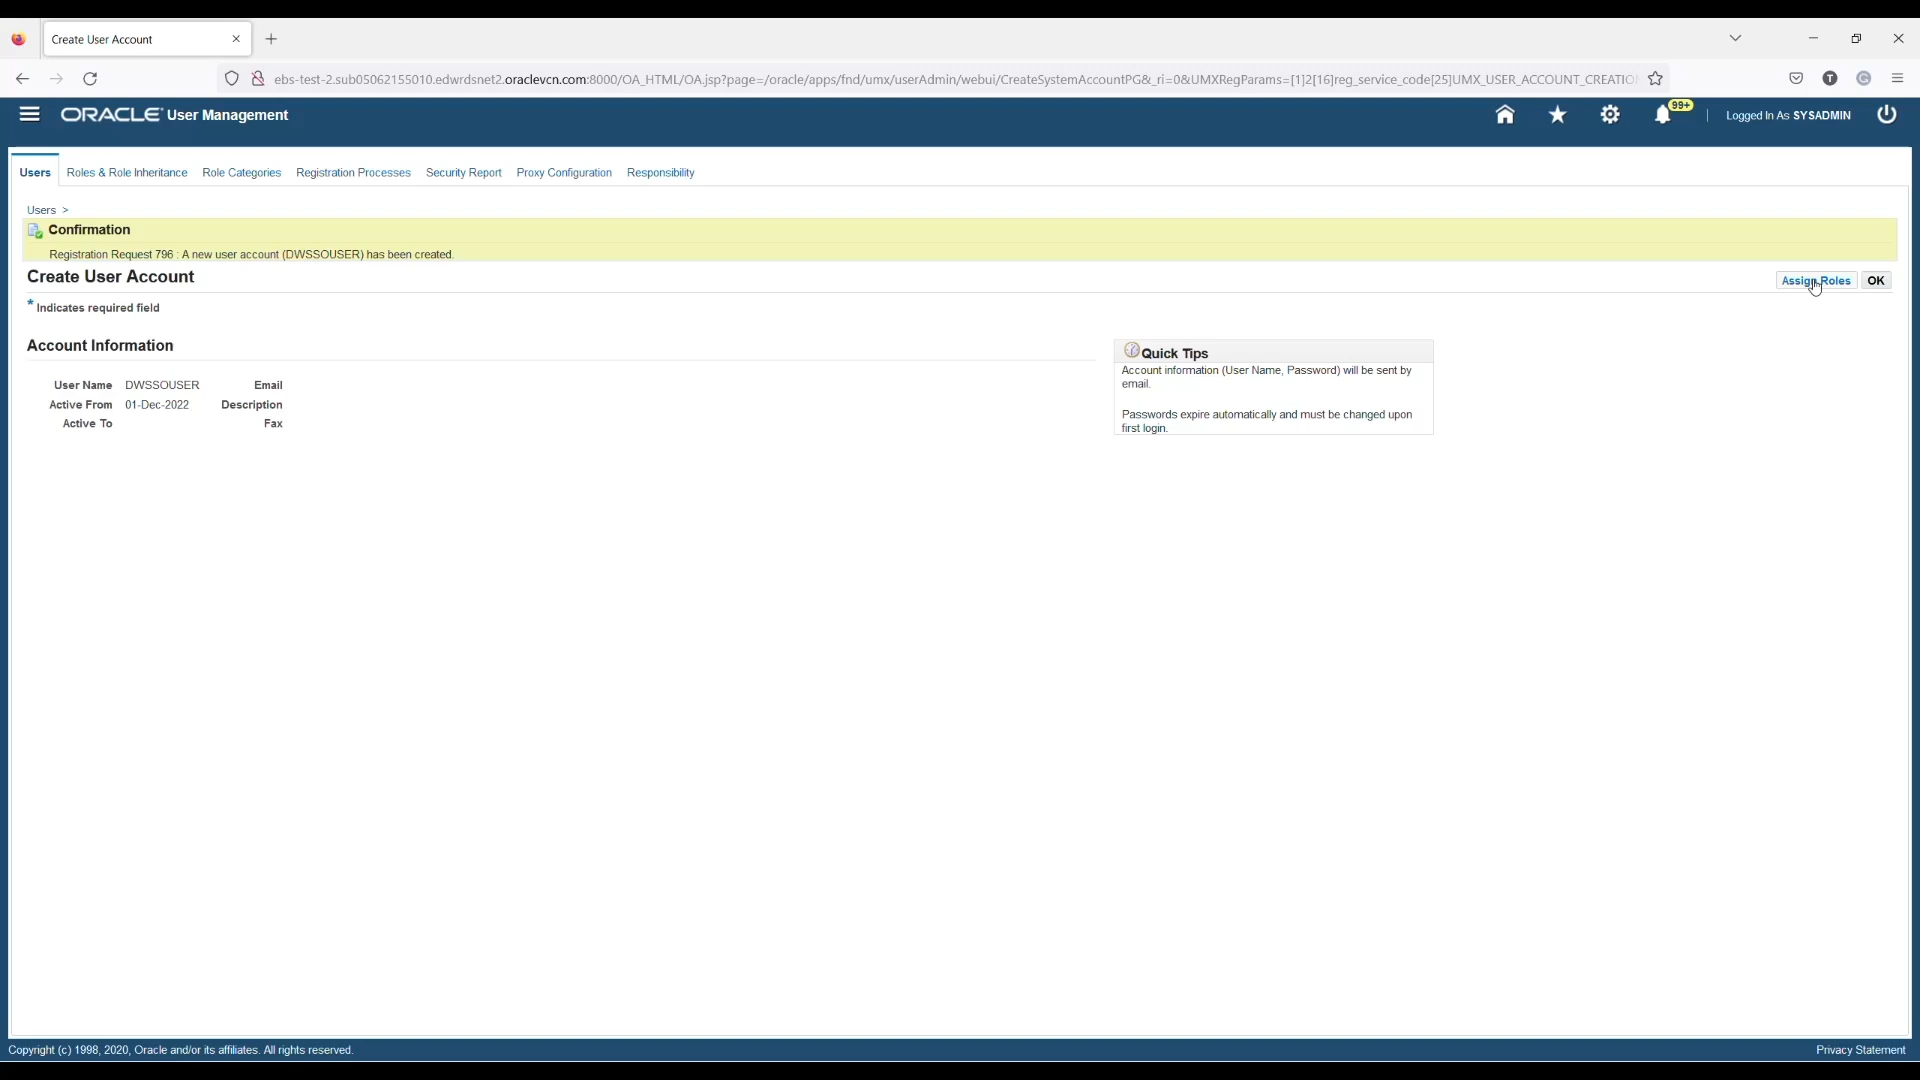 Create User Account
ebs-test-2.sub05062155010.edwrdsnet2.oraclevcn.com:8000/OA_HTML/OA.jsp?page=/oracle/apps/fnd/umx/userAdmin/webui/CreateSystemAccountPG&_ri=0&UMXRegParams=[1]2[16]reg_service_code[25]UMX_USER_ACCOUNT_CREATIO
T
ORACLE User Management
99+
Logged In As SYSADMIN
Users Roles & Role Inheritance Role Categories Registration Processes Security Report Proxy Configuration Responsibility
Users >
Confirmation
Registration Request 796 : A new user account (DWSSOUSER) has been created.
Create User Account
Assign Roles OK
* Indicates required field
Account Information
User Name DWSSOUSER Email
Active From 01-Dec-2022 Description
Active To Fax
Quick Tips
Account information (User Name, Password) will be sent by
email.
Passwords expire automatically and must be changed upon
first login.
Copyright (c) 1998, 2020, Oracle and/or its affiliates. All rights reserved.
Privacy Statement